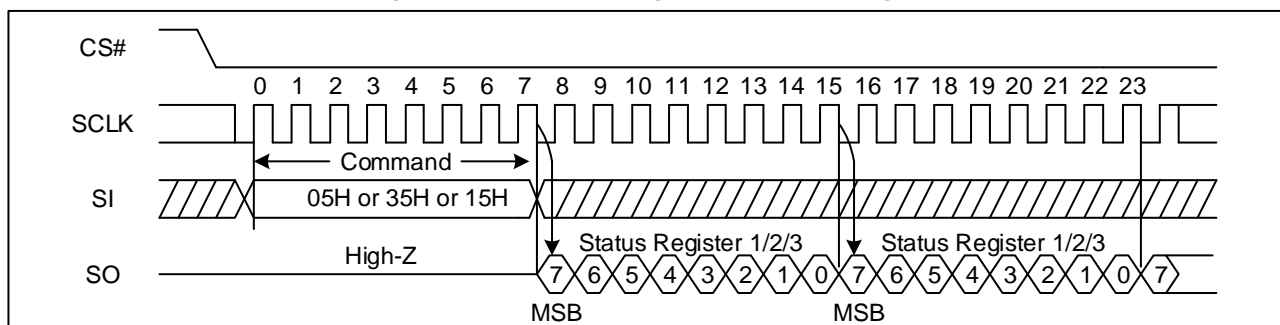 CS#
0 1 2 3 4 5 6 7 8 9 10 11 12 13 14 15 16 17 18 19 20 21 22 23
SCLK
Command
SI
05H or 35H or 15H
High-Z
Status Register 1/2/3
Status Register 1/2/3
SO
7 6 5 4 3 2 1 0 7 6 5 4 3 2 1 0 7
MSB
MSB